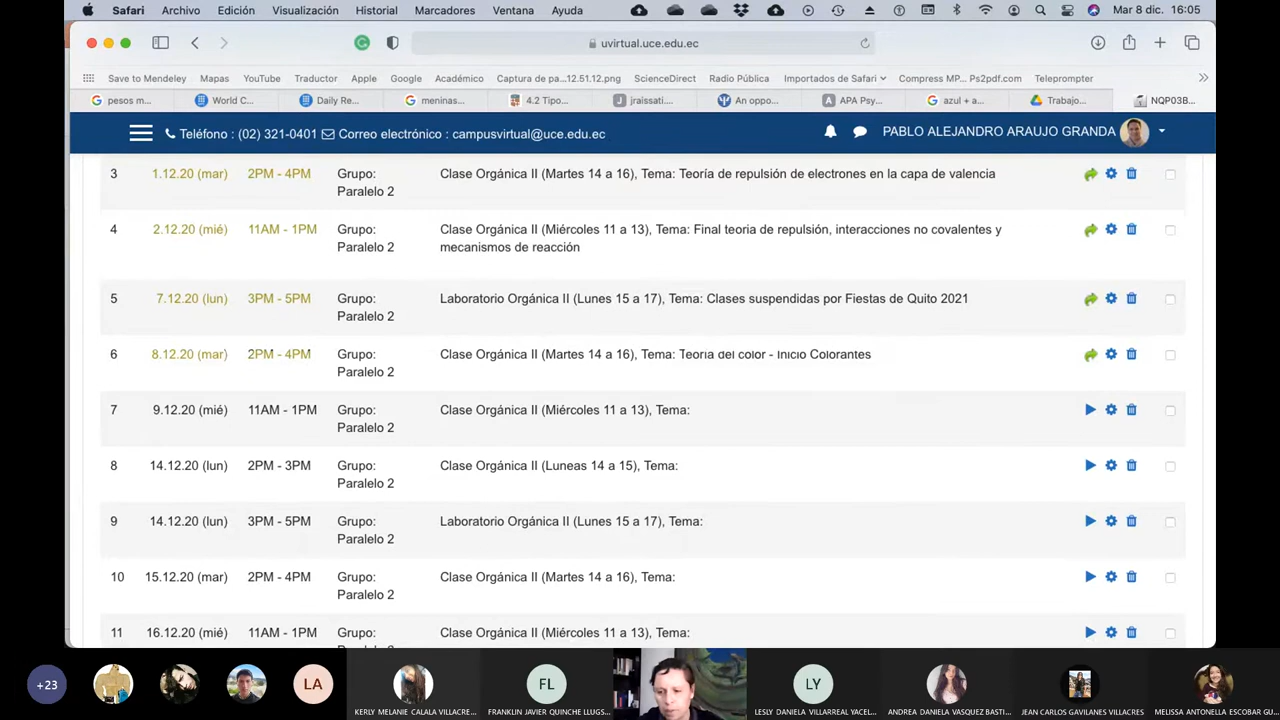 Safari Archivo Edición Visualización Historial Marcadores Ventana Ayuda Mar 8 dic. 16:05
uvirtual.uce.edu.ec
Save to Mendeley Mapas YouTube Traductor Apple Google Académico Captura de pa...12.51.12.png ScienceDirect Radio Pública Importados de Safari Compress MP... Ps2pdf.com Teleprompter
pesos m... World C... Daily Re... meninas... 4.2 Tipo... jraissati.... An oppo... APA Psy... azul + a... Trabajo... NQP03B...
Teléfono : (02) 321-0401 Correo electrónico : campusvirtual@uce.edu.ec PABLO ALEJANDRO ARAUJO GRANDA
3 1.12.20 (mar) 2PM - 4PM Grupo: Clase Orgánica II (Martes 14 a 16), Tema: Teoría de repulsión de electrones en la capa de valencia
Paralelo 2
4 2.12.20 (mié) 11AM - 1PM Grupo: Clase Orgánica II (Miércoles 11 a 13), Tema: Final teoria de repulsión, interacciones no covalentes y
Paralelo 2 mecanismos de reacción
5 7.12.20 (lun) 3PM - 5PM Grupo: Laboratorio Orgánica II (Lunes 15 a 17), Tema: Clases suspendidas por Fiestas de Quito 2021
Paralelo 2
6 8.12.20 (mar) 2PM - 4PM Grupo: Clase Orgánica II (Martes 14 a 16), Tema: Teoría del color - Inicio Colorantes
Paralelo 2
7 9.12.20 (mié) 11AM - 1PM Grupo: Clase Orgánica II (Miércoles 11 a 13), Tema:
Paralelo 2
8 14.12.20 (lun) 2PM - 3PM Grupo: Clase Orgánica II (Luneas 14 a 15), Tema:
Paralelo 2
9 14.12.20 (lun) 3PM - 5PM Grupo: Laboratorio Orgánica II (Lunes 15 a 17), Tema:
Paralelo 2
10 15.12.20 (mar) 2PM - 4PM Grupo: Clase Orgánica II (Martes 14 a 16), Tema:
Paralelo 2
11 16.12.20 (mié) 11AM - 1PM Grupo: Clase Orgánica II (Miércoles 11 a 13), Tema:
+23 LA FL LY
KERLY MELANIE CALALA VILLACRE... FRANKLIN JAVIER QUINCHE LLUGS... LESLY DANIELA VILLARREAL YACEL... ANDREA DANIELA VASQUEZ BASTI... JEAN CARLOS GAVILANES VILLACRES MELISSA ANTONELLA ESCOBAR GU...